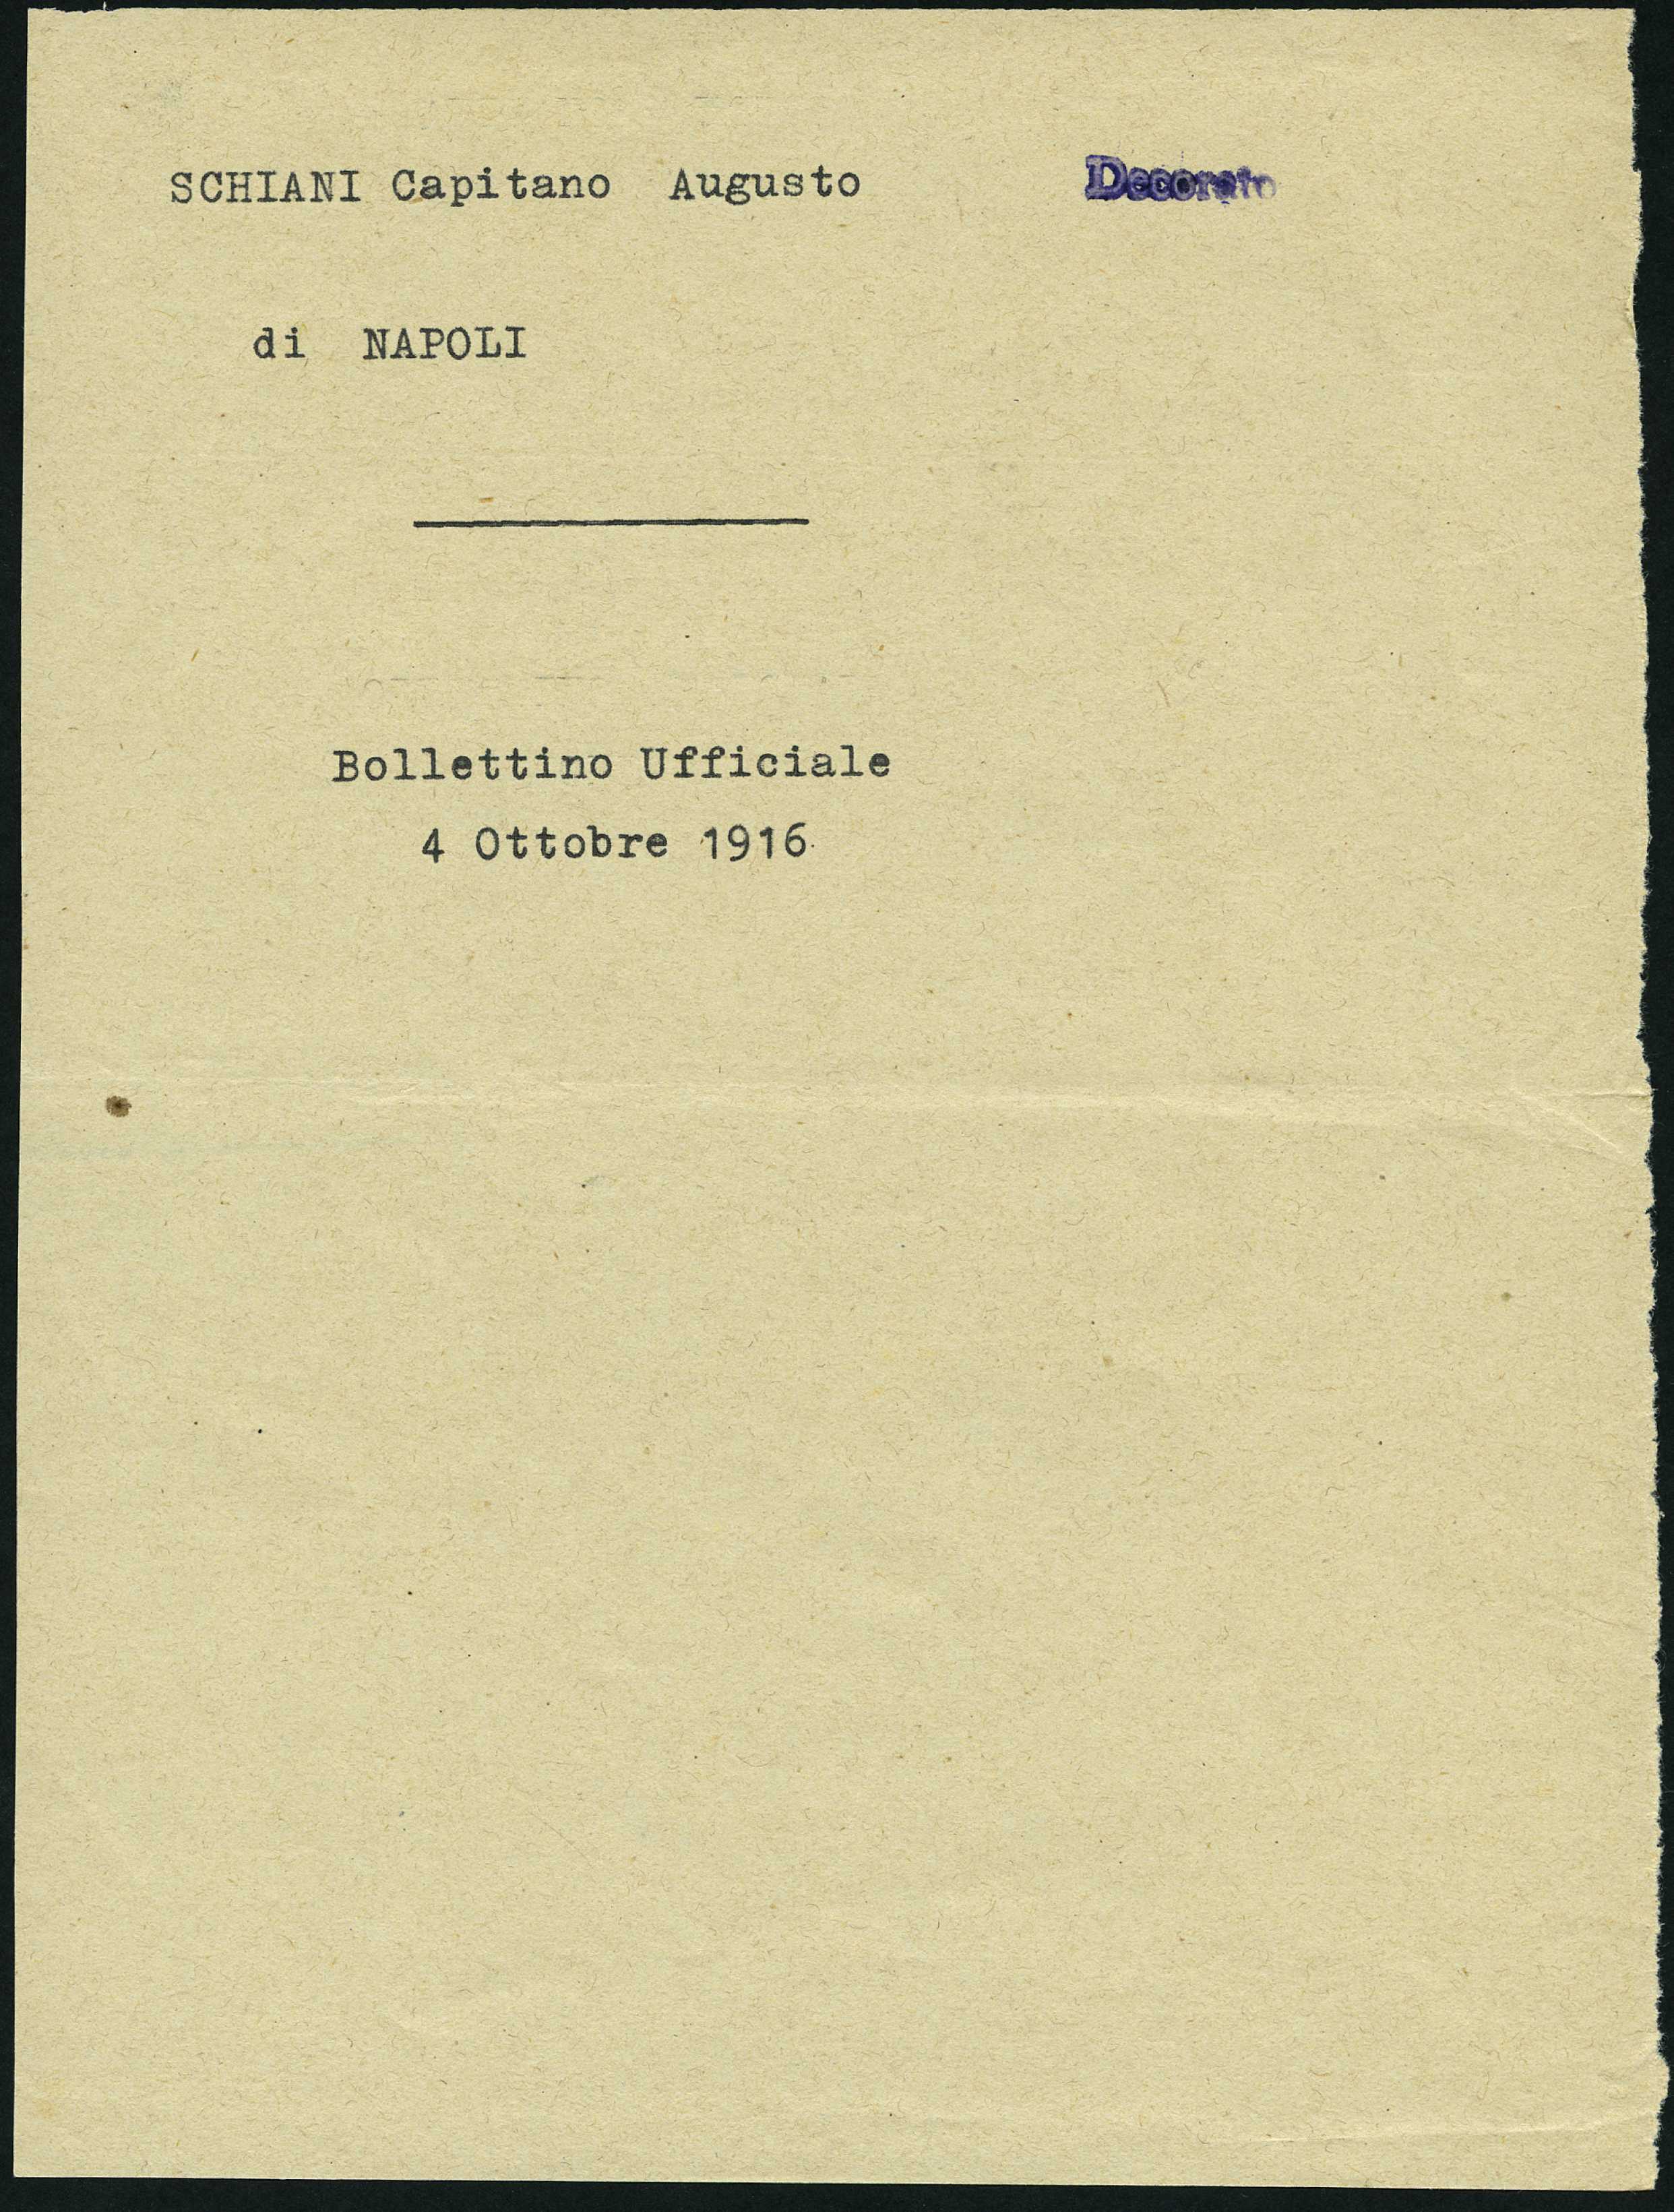 SCHIANI Capitano Augusto Decorato
di NAPOLI
Bollettino Ufficiale
4 Ottobre 1916